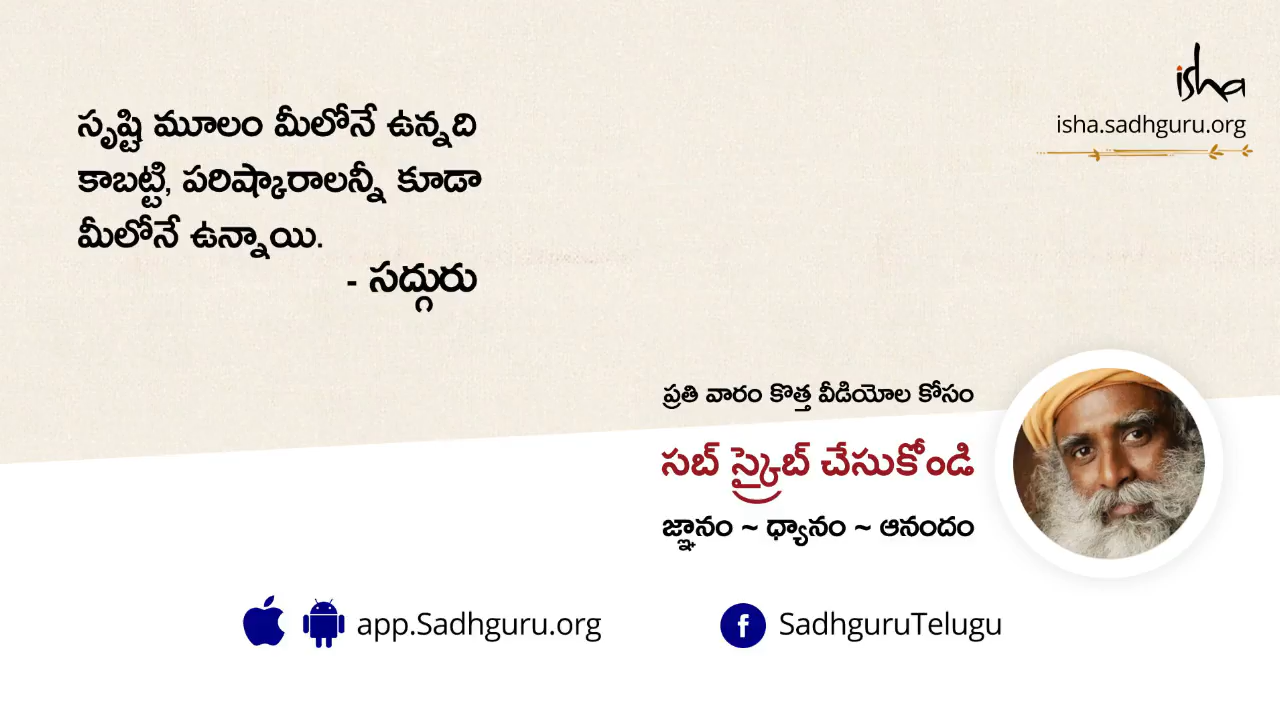 సృష్టి మూలం మీలోనే ఉన్నది
కాబట్టి, పరిష్కారాలన్నీ కూడా
మీలోనే ఉన్నాయి.
- సద్గురు
isha
isha.sadhguru.org
ప్రతి వారం కొత్త వీడియోల కోసం
సబ్ స్క్రైబ్ చేసుకోండి
జ్ఞానం ~ ధ్యానం ~ ఆనందం
app.Sadhguru.org
SadhguruTelugu